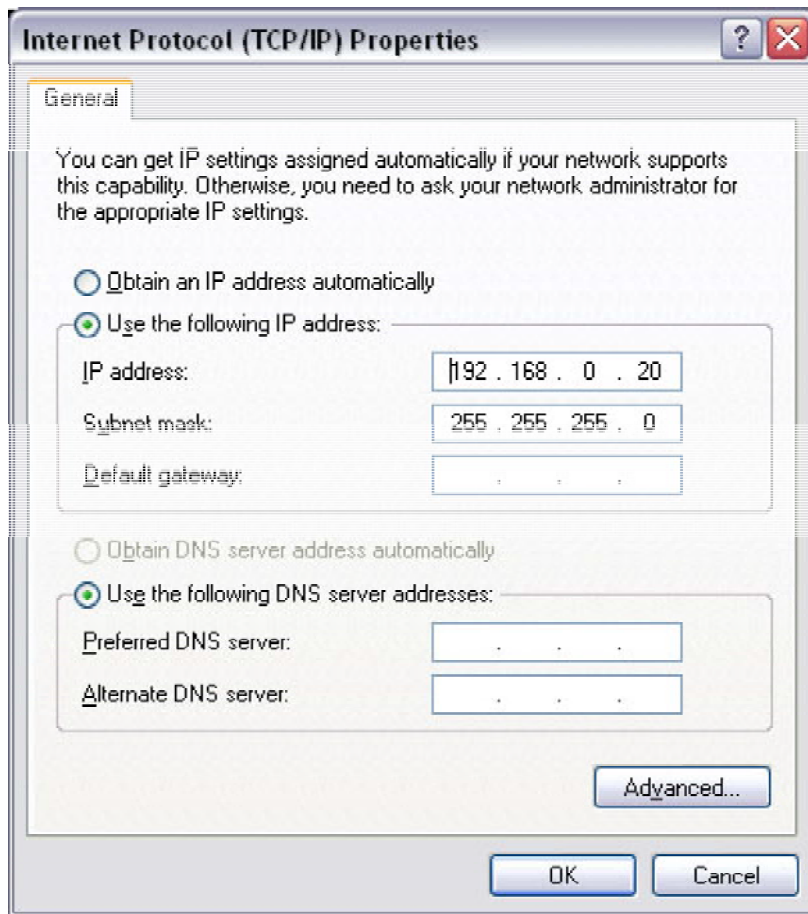 Internet Protocol (TCP/IP) Properties
General
You can get IP settings assigned automatically if your network supports
this capability. Otherwise, you need to ask your network administrator for
the appropriate IP settings.
Obtain an IP address automatically
Use the following IP address:
IP address: 192 . 168 . 0 . 20
Subnet mask: 255 . 255 . 255 . 0
Default gateway: . . .
Obtain DNS server address automatically
Use the following DNS server addresses:
Preferred DNS server: . . .
Alternate DNS server: . . .
Advanced...
OK Cancel